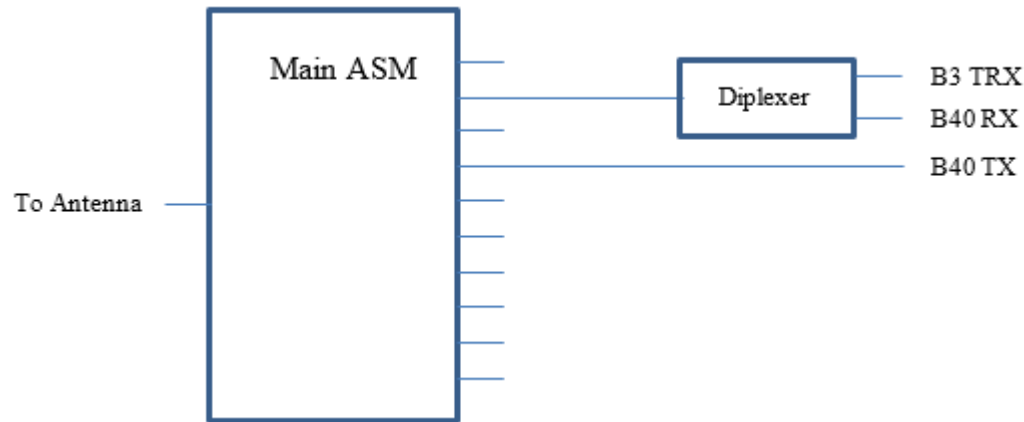 Main ASM
Diplexer
B3 TRX
B40 RX
B40 TX
To Antenna